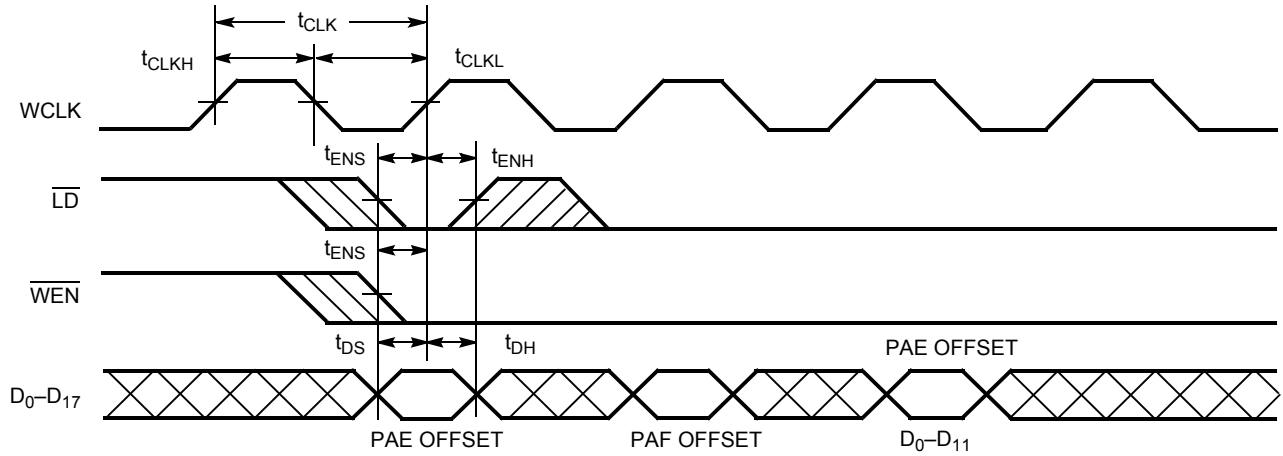 tCLK
tCLKH
tCLKL
WCLK
tENS
tENH
LD
tENS
WEN
tDS
tDH
PAE OFFSET
D0–D17
PAE OFFSET
PAF OFFSET
D0–D11